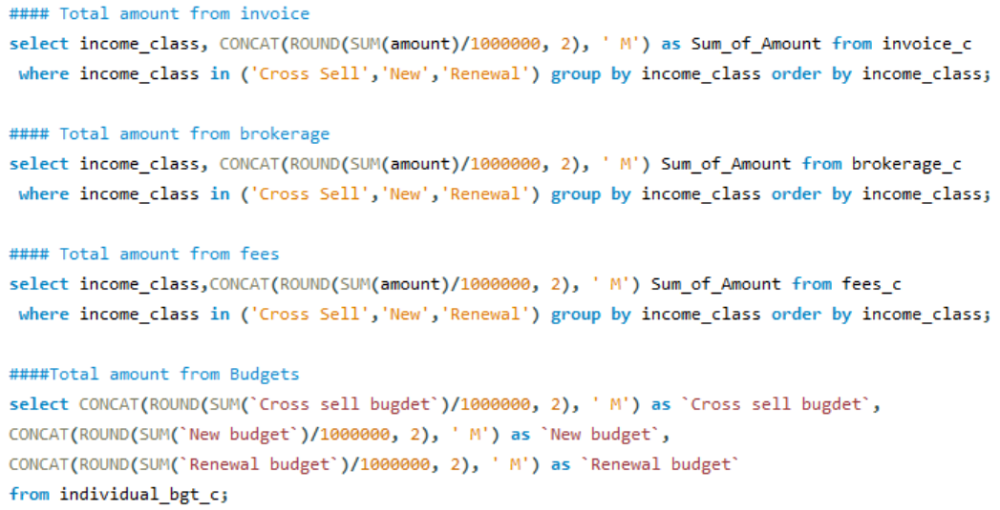 #### Total amount from invoice
select income_class, CONCAT(ROUND(SUM(amount)/1000000, 2), ' M') as Sum_of_Amount from invoice_c
where income_class in ('Cross Sell','New','Renewal') group by income_class order by income_class;
#### Total amount from brokerage
select income_class, CONCAT(ROUND(SUM(amount)/1000000, 2), ' M') Sum_of_Amount from brokerage_c
where income_class in ('Cross Sell','New','Renewal') group by income_class order by income_class;
#### Total amount from fees
select income_class,CONCAT(ROUND(SUM(amount)/1000000, 2), ' M') Sum_of_Amount from fees_c
where income_class in ('Cross Sell','New','Renewal') group by income_class order by income_class;
####Total amount from Budgets
select CONCAT(ROUND(SUM(`Cross sell bugdet`)/1000000, 2), ' M') as `Cross sell bugdet`,
CONCAT(ROUND(SUM(`New budget`)/1000000, 2), ' M') as `New budget`,
CONCAT(ROUND(SUM(`Renewal budget`)/1000000, 2), ' M') as `Renewal budget`
from individual_bgt_c;